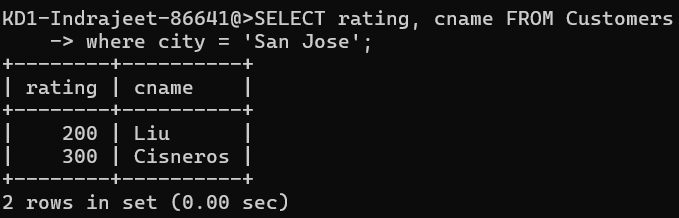 KD1-Indrajeet-86641@>SELECT rating, cname FROM Customers
    -> where city = 'San Jose';
+--------+----------+
| rating | cname    |
+--------+----------+
|    200 | Liu      |
|    300 | Cisneros |
+--------+----------+
2 rows in set (0.00 sec)